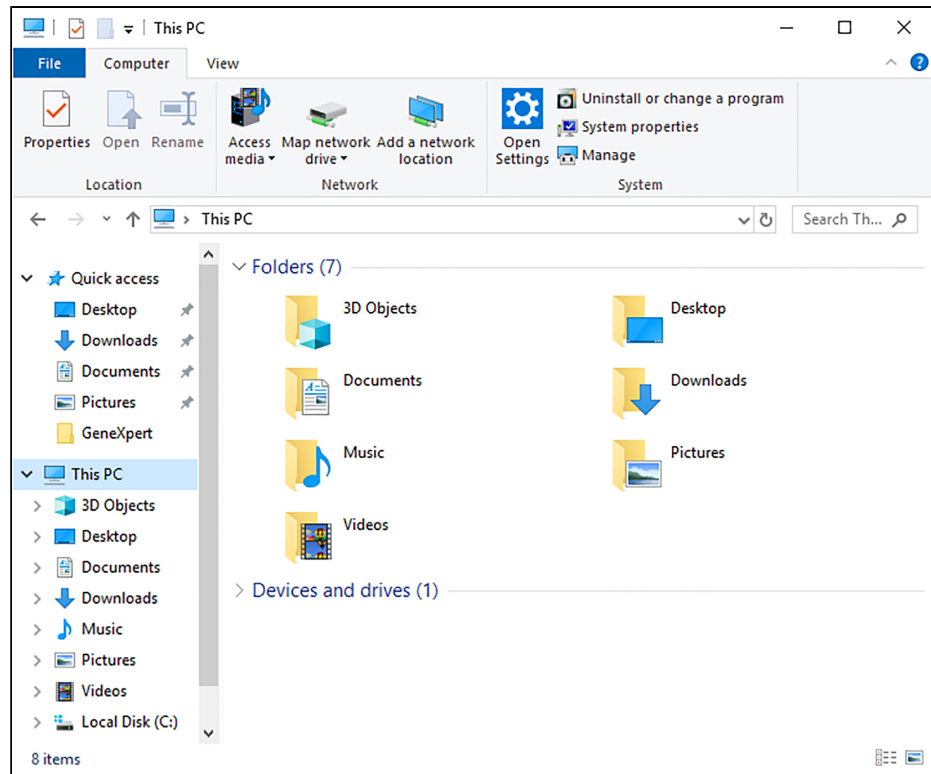 This PC
File Computer View
Properties Open Rename Access media Map network drive Add a network location Open Settings Uninstall or change a program
System properties
Manage
Location Network System
This PC Search Th...
Quick access
Desktop
Downloads
Documents
Pictures
GeneXpert
This PC
3D Objects
Desktop
Documents
Downloads
Music
Pictures
Videos
Local Disk (C:)
Folders (7)
3D Objects Desktop
Documents Downloads
Music Pictures
Videos
Devices and drives (1)
8 items